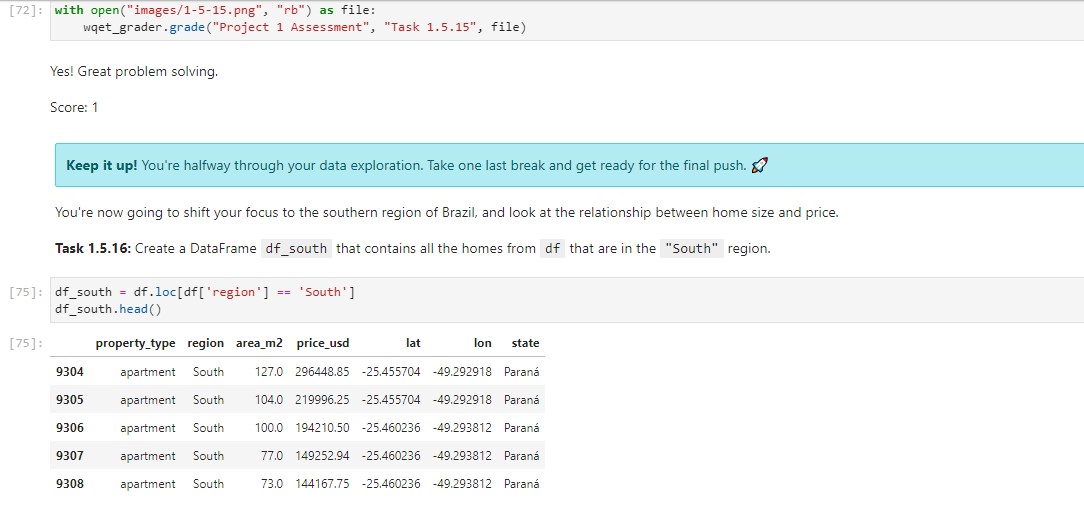 [72]: with open("images/1-5-15.png", "rb") as file:
wqet_grader.grade("Project 1 Assessment", "Task 1.5.15", file)
Yes! Great problem solving.
Score: 1
Keep it up! You're halfway through your data exploration. Take one last break and get ready for the final push. 🚀
You're now going to shift your focus to the southern region of Brazil, and look at the relationship between home size and price.
Task 1.5.16: Create a DataFrame df_south that contains all the homes from df that are in the "South" region.
[75]: df_south = df.loc[df['region'] == 'South']
df_south.head()
[75]: property_type region area_m2 price_usd lat lon state
9304 apartment South 127.0 296448.85 -25.455704 -49.292918 Paraná
9305 apartment South 104.0 219996.25 -25.455704 -49.292918 Paraná
9306 apartment South 100.0 194210.50 -25.460236 -49.293812 Paraná
9307 apartment South 77.0 149252.94 -25.460236 -49.293812 Paraná
9308 apartment South 73.0 144167.75 -25.460236 -49.293812 Paraná